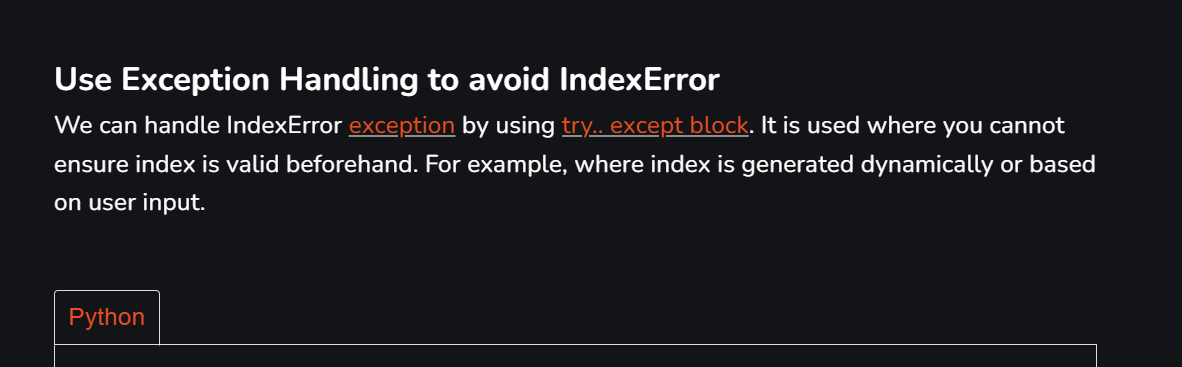 Use Exception Handling to avoid IndexError
We can handle IndexError exception by using try.. except block. It is used where you cannot
ensure index is valid beforehand. For example, where index is generated dynamically or based
on user input.
Python